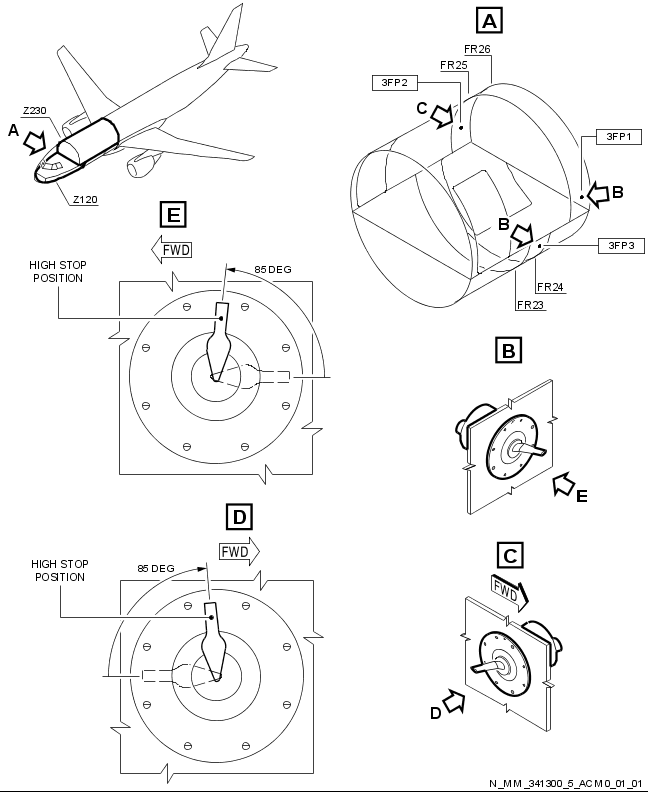 A
FR26
FR25
3FP2
C
Z230
A
3FP1
Z120
B
B
E
3FP3
FWD
85 DEG
HIGH STOP
POSITION
FR24
FR23
B
E
D
C
FWD
HIGH STOP
POSITION
85 DEG
FWD
D
N_MM_341300_5_ACM0_01_01